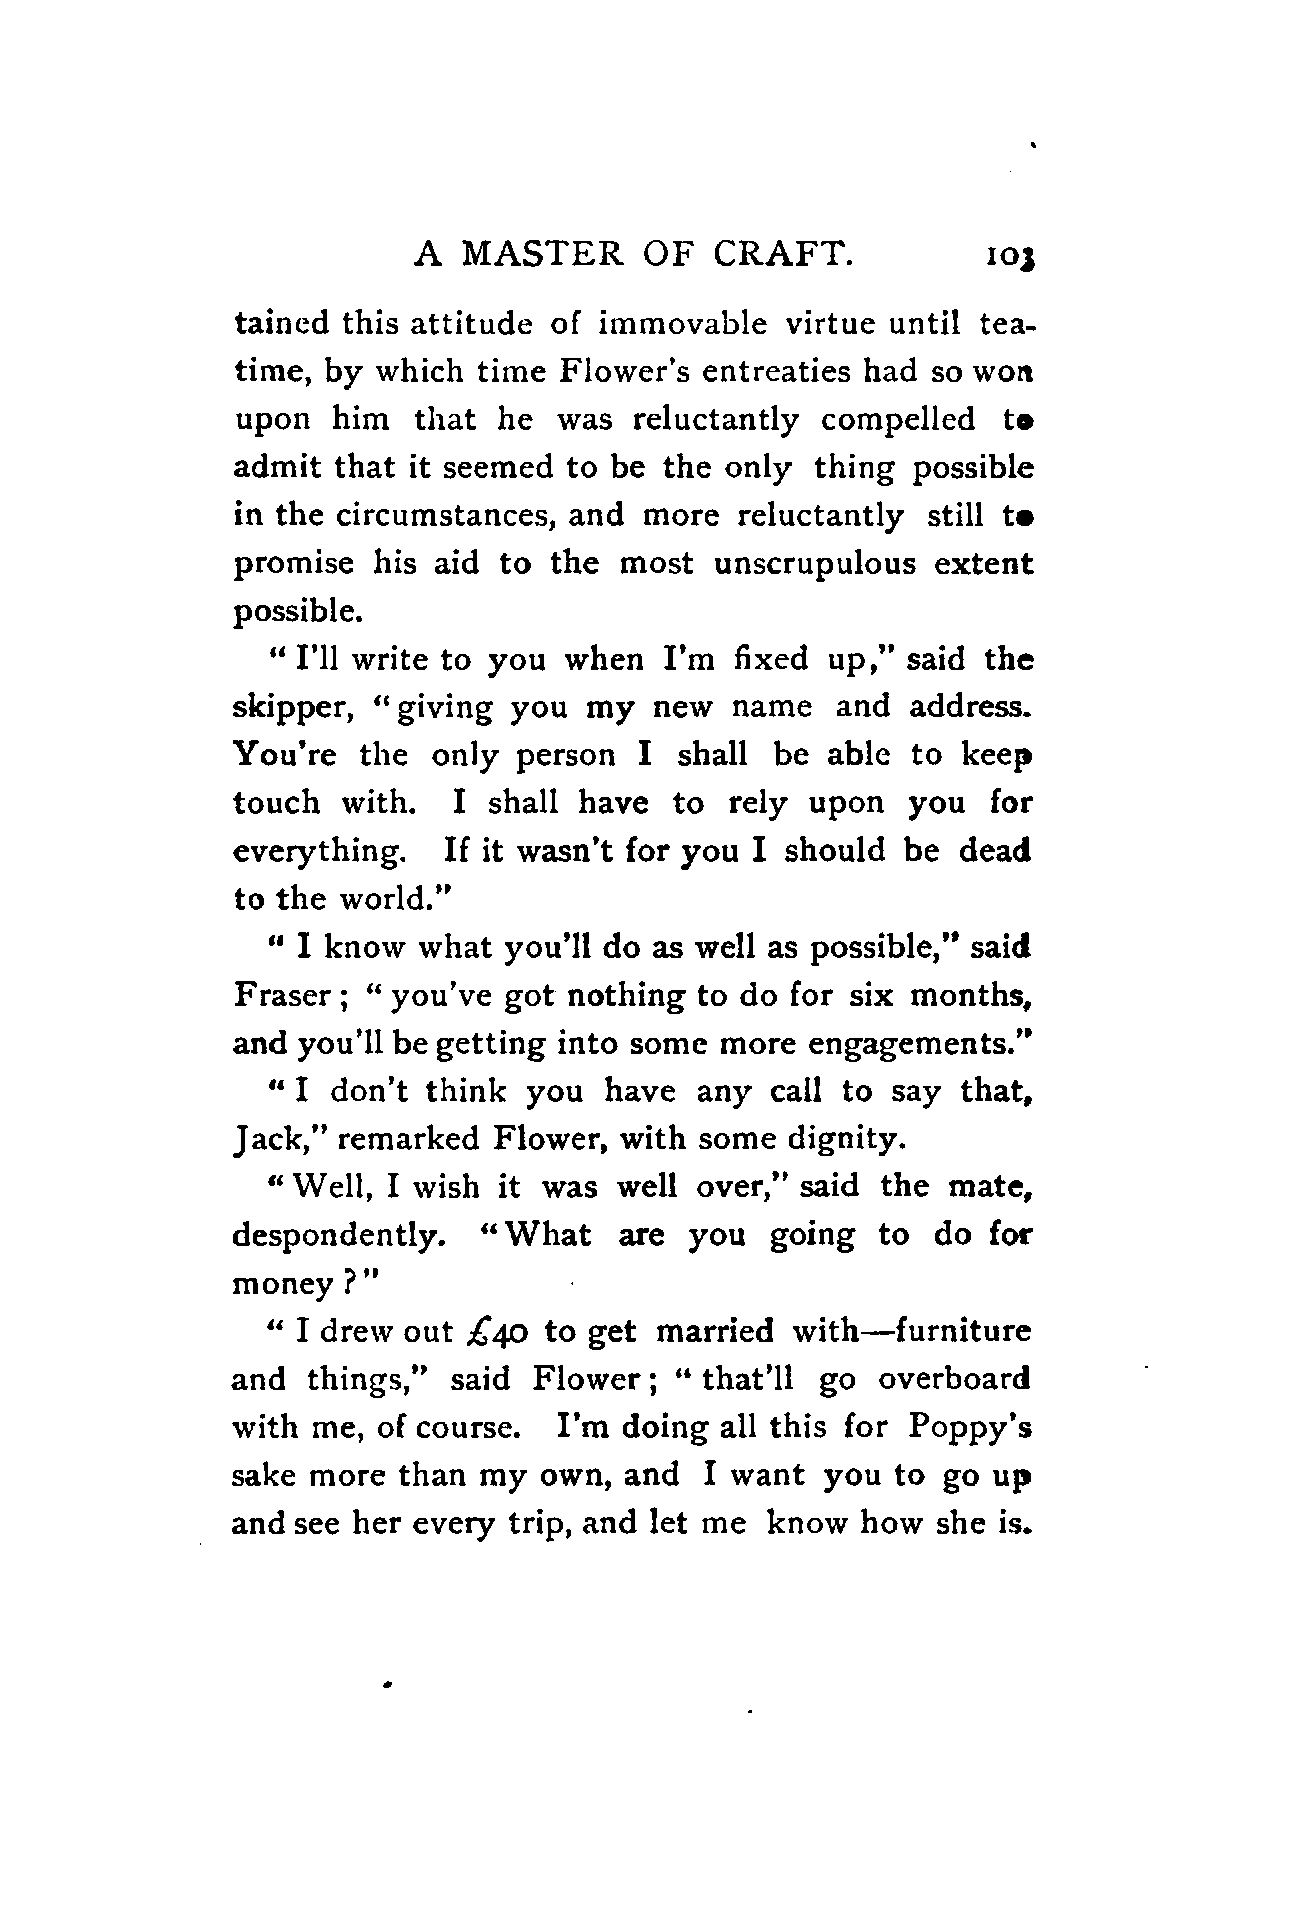 A MASTER OF CRAFT. 103
tained this attitude of immovable virtue until tea-
time, by which time Flower's entreaties had so won
upon him that he was reluctantly compelled to
admit that it seemed to be the only thing possible
in the circumstances, and more reluctantly still to
promise his aid to the most unscrupulous extent
possible.
" I'll write to you when I'm fixed up," said the
skipper, " giving you my new name and address.
You're the only person I shall be able to keep
touch with. I shall have to rely upon you for
everything. If it wasn't for you I should be dead
to the world."
" I know what you'll do as well as possible," said
Fraser ; " you've got nothing to do for six months,
and you'll be getting into some more engagements."
" I don't think you have any call to say that,
Jack," remarked Flower, with some dignity.
" Well, I wish it was well over," said the mate,
despondently. " What are you going to do for
money ? "
" I drew out £40 to get married with—furniture
and things," said Flower ; " that'll go overboard
with me, of course. I'm doing all this for Poppy's
sake more than my own, and I want you to go up
and see her every trip, and let me know how she is.